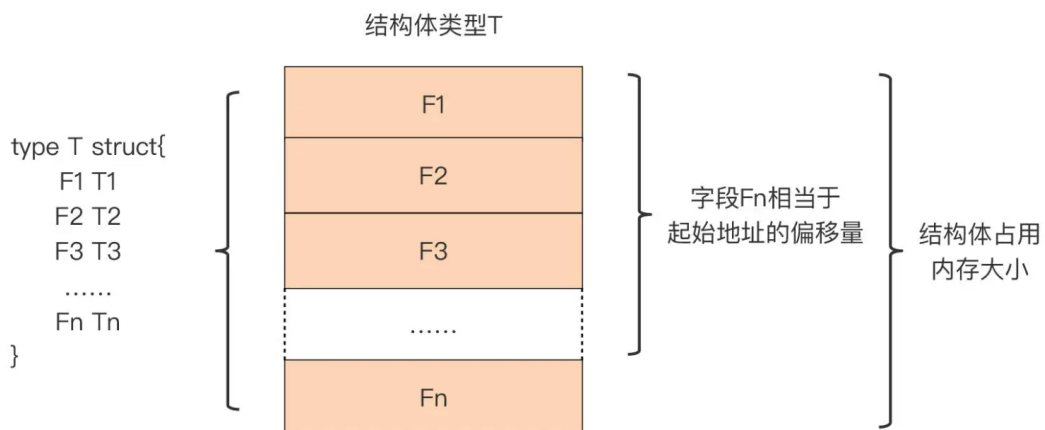 结构体类型T
type T struct{
F1 T1
F2 T2
F3 T3
……
Fn Tn
}
F1
F2
F3
……
Fn
字段Fn相当于
起始地址的偏移量
结构体占用
内存大小